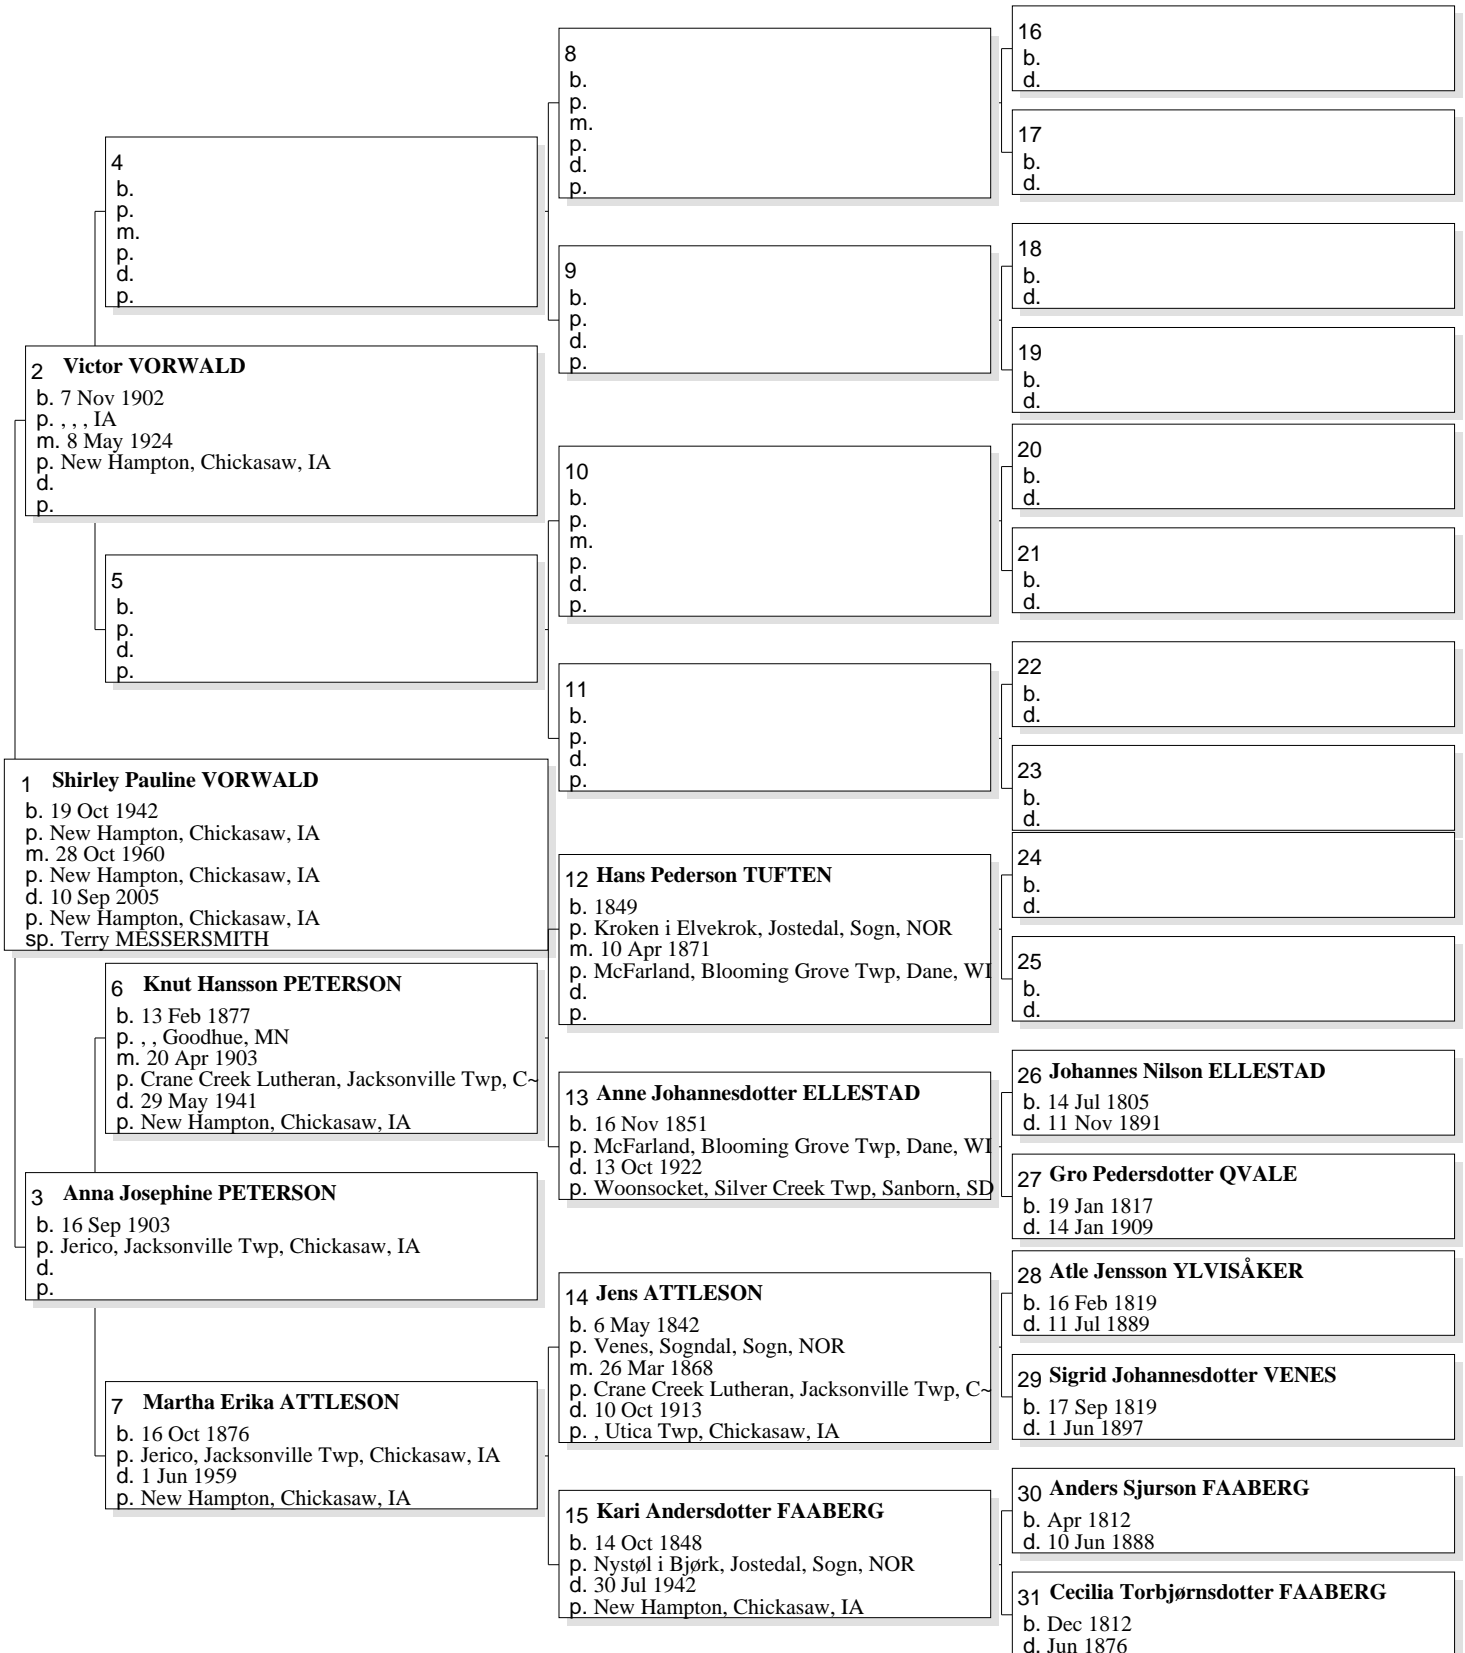 16
b.
d.
8
b.
p.
m.
p.
d.
p.
17
b.
d.
4
b.
p.
m.
p.
d.
p.
18
b.
d.
9
b.
p.
d.
p.
19
b.
d.
2 Victor VORWALD
b. 7 Nov 1902
p. , , , IA
m. 8 May 1924
p. New Hampton, Chickasaw, IA
d.
p.
20
b.
d.
10
b.
p.
m.
p.
d.
p.
21
b.
d.
5
b.
p.
d.
p.
22
b.
d.
11
b.
p.
d.
p.
23
b.
d.
1 Shirley Pauline VORWALD
b. 19 Oct 1942
p. New Hampton, Chickasaw, IA
m. 28 Oct 1960
p. New Hampton, Chickasaw, IA
d. 10 Sep 2005
p. New Hampton, Chickasaw, IA
sp. Terry MESSERSMITH
24
b.
d.
12 Hans Pederson TUFTEN
b. 1849
p. Kroken i Elvekrok, Jostedal, Sogn, NOR
m. 10 Apr 1871
p. McFarland, Blooming Grove Twp, Dane, WI
d.
p.
25
b.
d.
6 Knut Hansson PETERSON
b. 13 Feb 1877
p. , , Goodhue, MN
m. 20 Apr 1903
p. Crane Creek Lutheran, Jacksonville Twp, C~
d. 29 May 1941
p. New Hampton, Chickasaw, IA
26 Johannes Nilson ELLESTAD
b. 14 Jul 1805
d. 11 Nov 1891
13 Anne Johannesdotter ELLESTAD
b. 16 Nov 1851
p. McFarland, Blooming Grove Twp, Dane, WI
d. 13 Oct 1922
p. Woonsocket, Silver Creek Twp, Sanborn, SD
27 Gro Pedersdotter QVALE
b. 19 Jan 1817
d. 14 Jan 1909
3 Anna Josephine PETERSON
b. 16 Sep 1903
p. Jerico, Jacksonville Twp, Chickasaw, IA
d.
p.
28 Atle Jensson YLVISÅKER
b. 16 Feb 1819
d. 11 Jul 1889
14 Jens ATTLESON
b. 6 May 1842
p. Venes, Sogndal, Sogn, NOR
m. 26 Mar 1868
p. Crane Creek Lutheran, Jacksonville Twp, C~
d. 10 Oct 1913
p. , Utica Twp, Chickasaw, IA
29 Sigrid Johannesdotter VENES
b. 17 Sep 1819
d. 1 Jun 1897
7 Martha Erika ATTLESON
b. 16 Oct 1876
p. Jerico, Jacksonville Twp, Chickasaw, IA
d. 1 Jun 1959
p. New Hampton, Chickasaw, IA
30 Anders Sjurson FAABERG
b. Apr 1812
d. 10 Jun 1888
15 Kari Andersdotter FAABERG
b. 14 Oct 1848
p. Nystøl i Bjørk, Jostedal, Sogn, NOR
d. 30 Jul 1942
p. New Hampton, Chickasaw, IA
31 Cecilia Torbjørnsdotter FAABERG
b. Dec 1812
d. Jun 1876